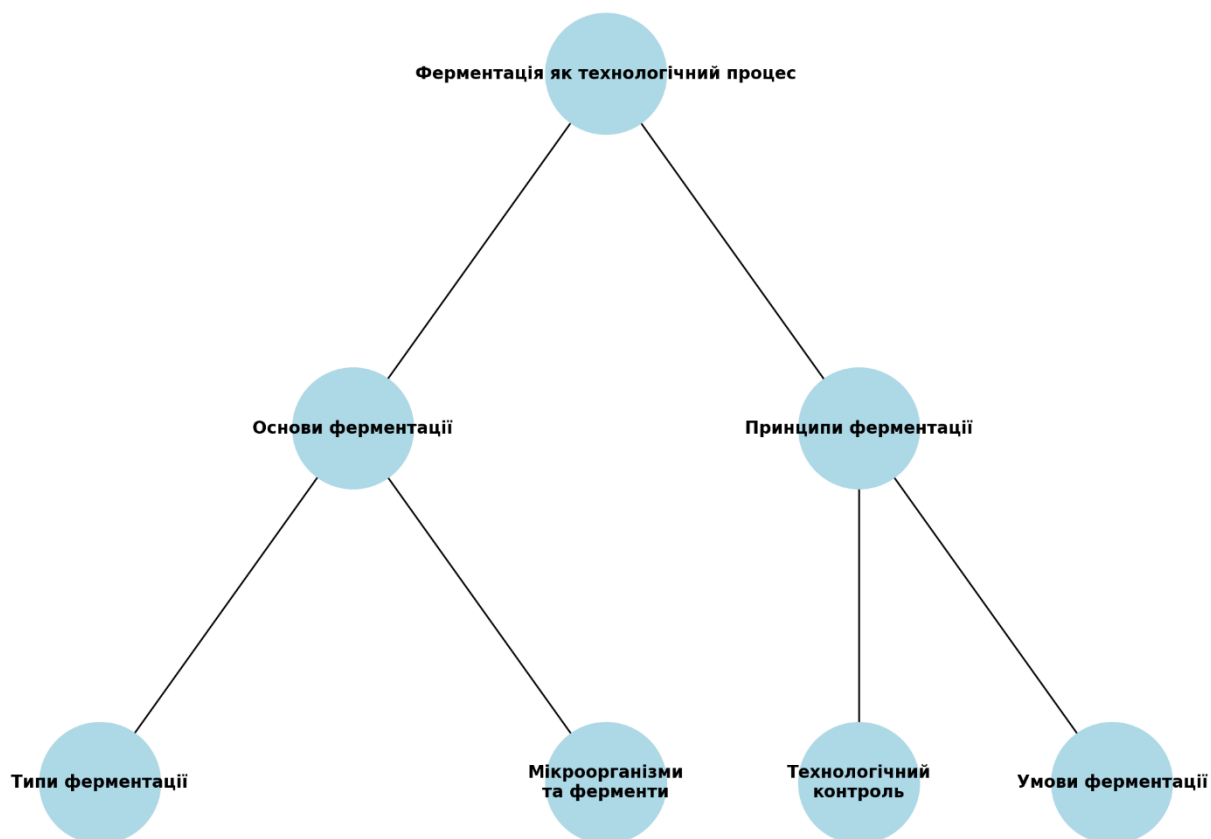 Ферментація як технологічний процес
Основи ферментації
Принципи ферментації
Типи ферментації
Мікроорганізми
та ферменти
Технологічний
контроль
Умови ферментації